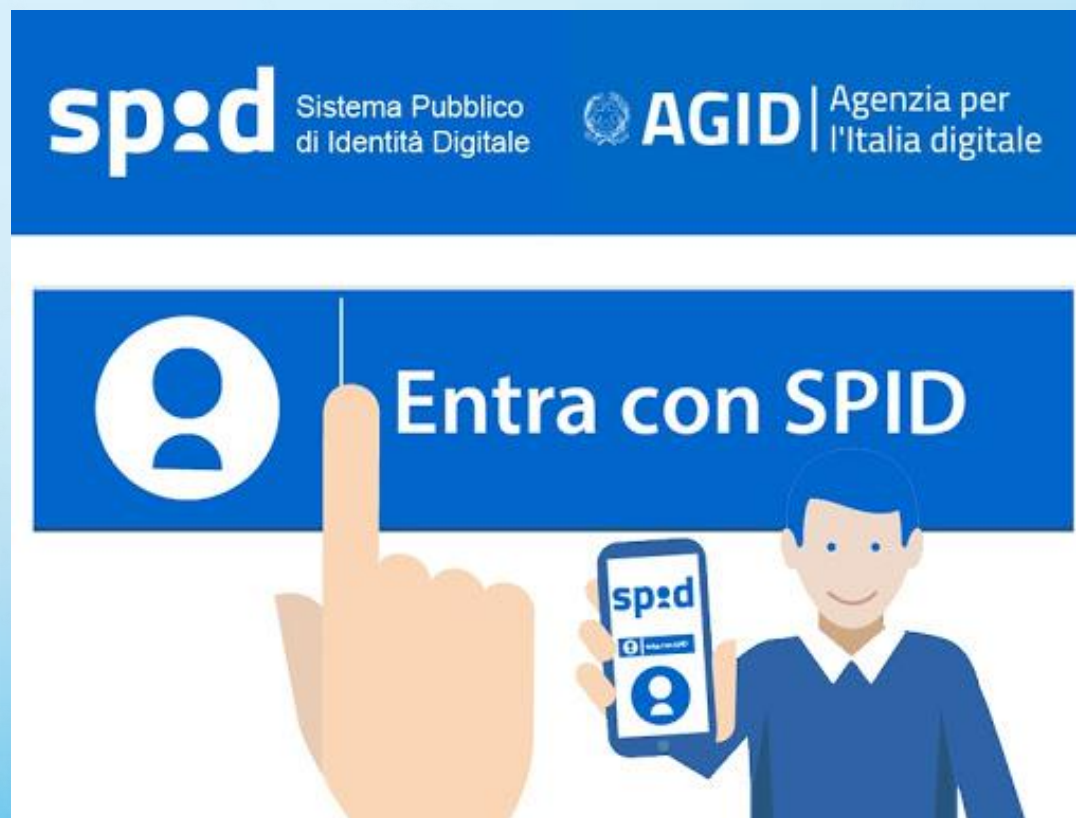 spid
Sistema Pubblico
di Identità Digitale
AGID
Agenzia per
l'Italia digitale
Entra con SPID
spid